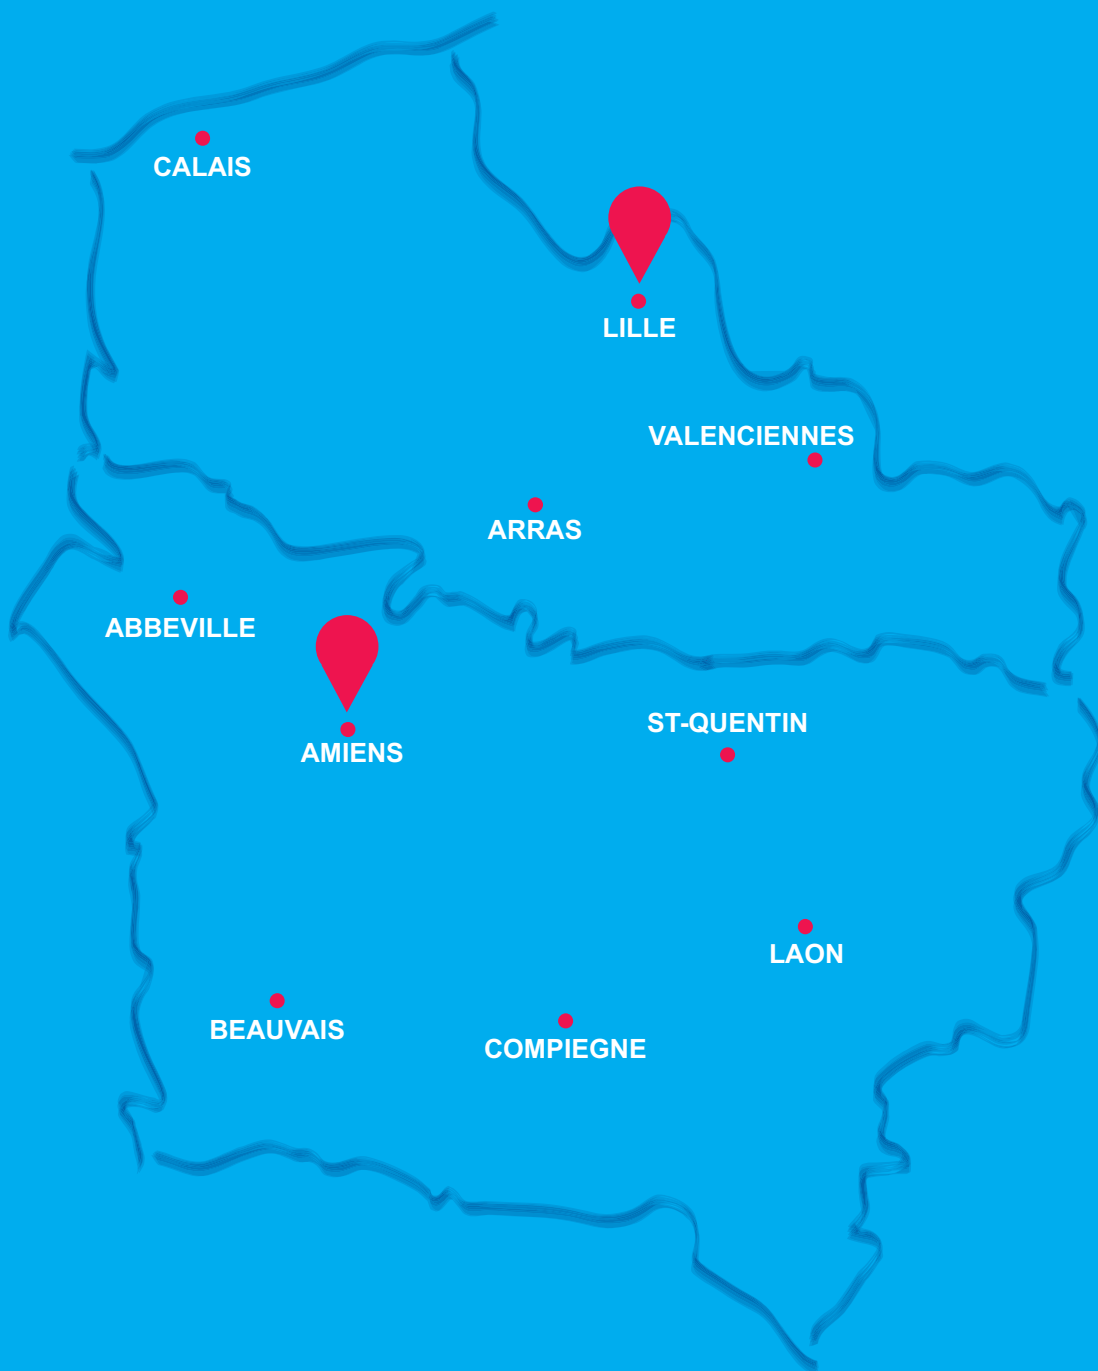 CALAIS
LILLE
VALENCIENNES
ARRAS
ABBEVILLE
AMIENS
ST-QUENTIN
LAON
BEAUVAIS
COMPIEGNE